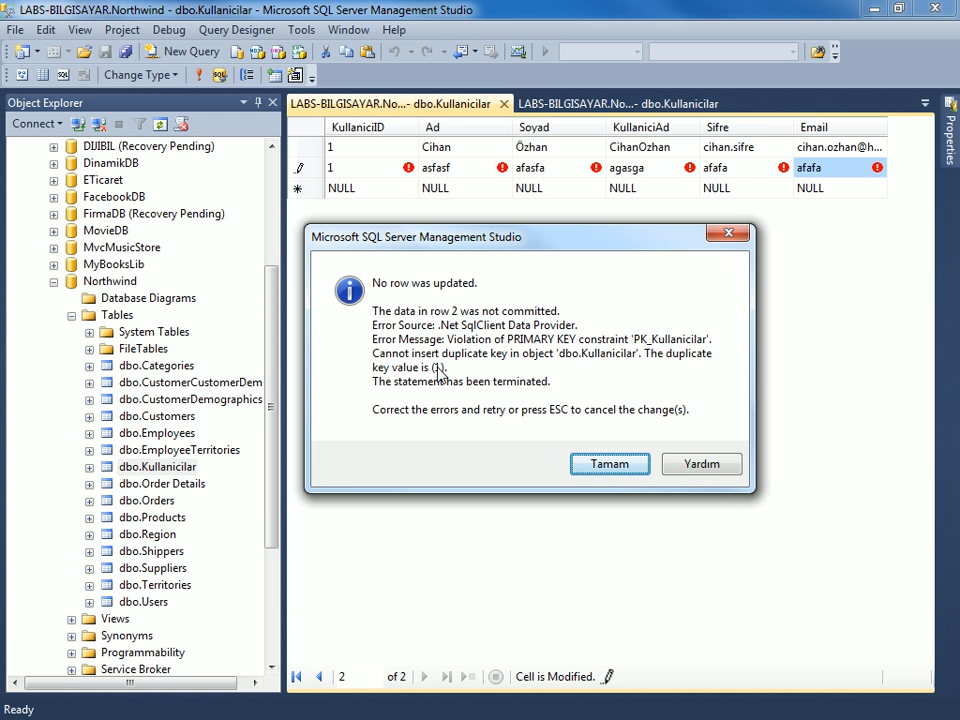 LABS-BILGISAYAR.Northwind - dbo.Kullanicilar - Microsoft SQL Server Management Studio
File Edit View Project Debug Query Designer Tools Window Help
New Query
Change Type
Object Explorer
Connect
DIJIBIL (Recovery Pending)
DinamikDB
ETicaret
FacebookDB
FirmaDB (Recovery Pending)
MovieDB
MvcMusicStore
MyBooksLib
Northwind
Database Diagrams
Tables
System Tables
FileTables
dbo.Categories
dbo.CustomerCustomerDem
dbo.CustomerDemographics
dbo.Customers
dbo.Employees
dbo.EmployeeTerritories
dbo.Kullanicilar
dbo.Order Details
dbo.Orders
dbo.Products
dbo.Region
dbo.Shippers
dbo.Suppliers
dbo.Territories
dbo.Users
Views
Synonyms
Programmability
Service Broker
LABS-BILGISAYAR.No...- dbo.Kullanicilar LABS-BILGISAYAR.No...- dbo.Kullanicilar
KullaniciID Ad Soyad KullaniciAd Sifre Email
1 Cihan Özhan CihanOzhan cihan.sifre cihan.ozhan@h...
1 asfasf afasfa agasga afafa afafa
NULL NULL NULL NULL NULL NULL
Microsoft SQL Server Management Studio
No row was updated.
The data in row 2 was not committed.
Error Source: .Net SqlClient Data Provider.
Error Message: Violation of PRIMARY KEY constraint 'PK_Kullanicilar'.
Cannot insert duplicate key in object 'dbo.Kullanicilar'. The duplicate
key value is (1).
The statement has been terminated.
Correct the errors and retry or press ESC to cancel the change(s).
Tamam Yardım
2 of 2 Cell is Modified.
Properties
Ready